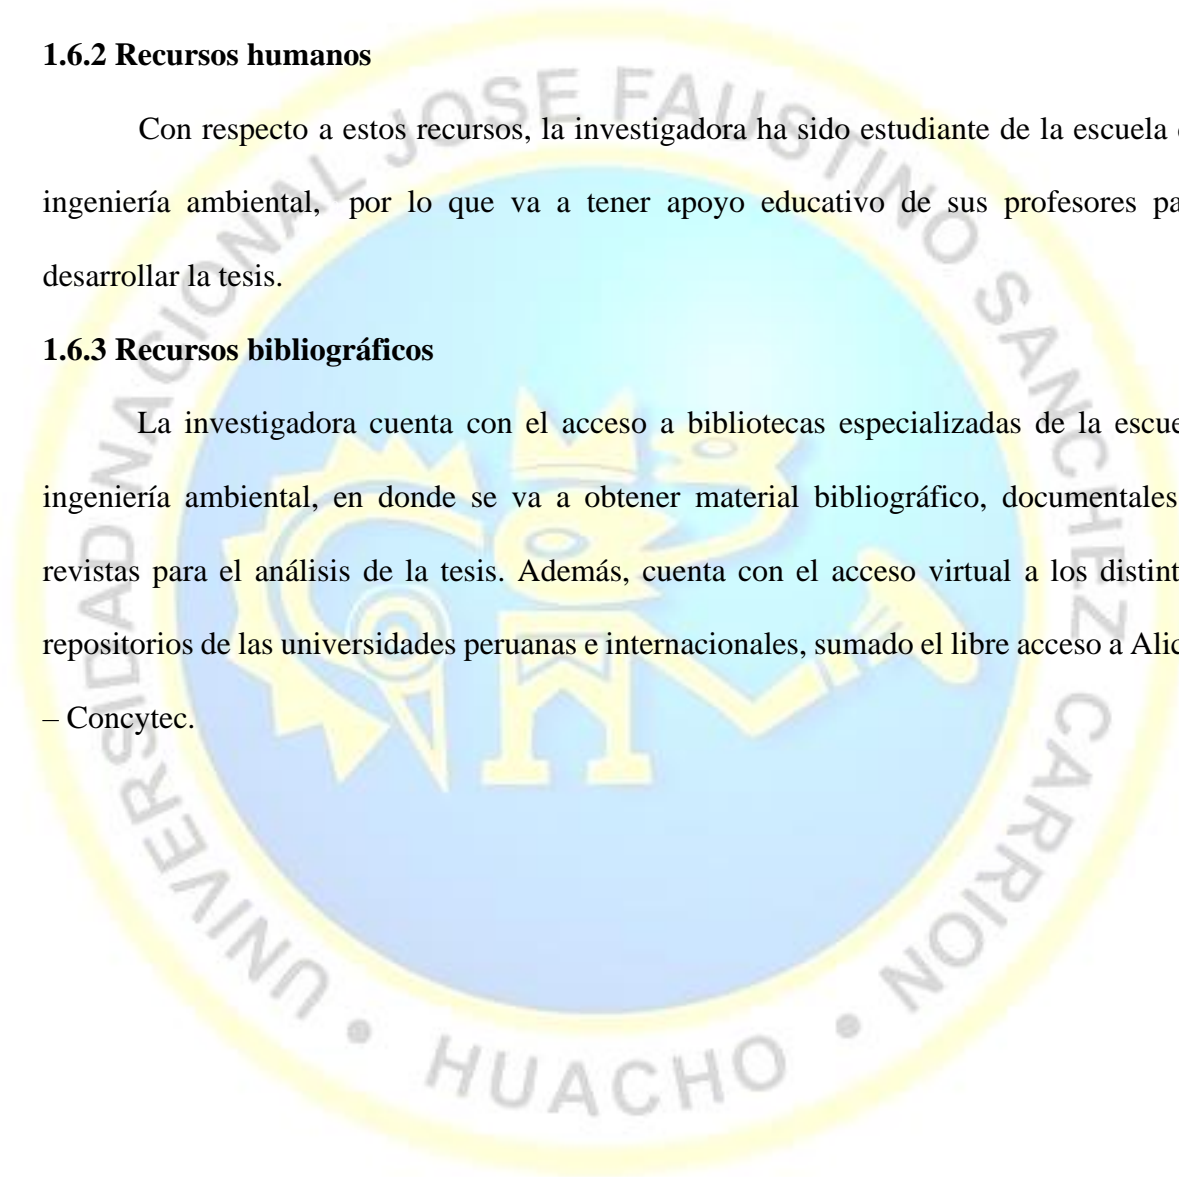 1.6.2 Recursos humanos
Con respecto a estos recursos, la investigadora ha sido estudiante de la escuela
ingeniería ambiental, por lo que va a tener apoyo educativo de sus profesores
desarrollar la tesis.
1.6.3 Recursos bibliográficos
La investigadora cuenta con el acceso a bibliotecas especializadas de la
ingeniería ambiental, en donde se va a obtener material bibliográfico, documentales
revistas para el análisis de la tesis. Además, cuenta con el acceso virtual a los
repositorios de las universidades peruanas e internacionales, sumado el libre acceso a
– Concytec.
UNIVERSIDAD NACIONAL JOSE FAUSTINO SANCHEZ CARRION • HUACHO •